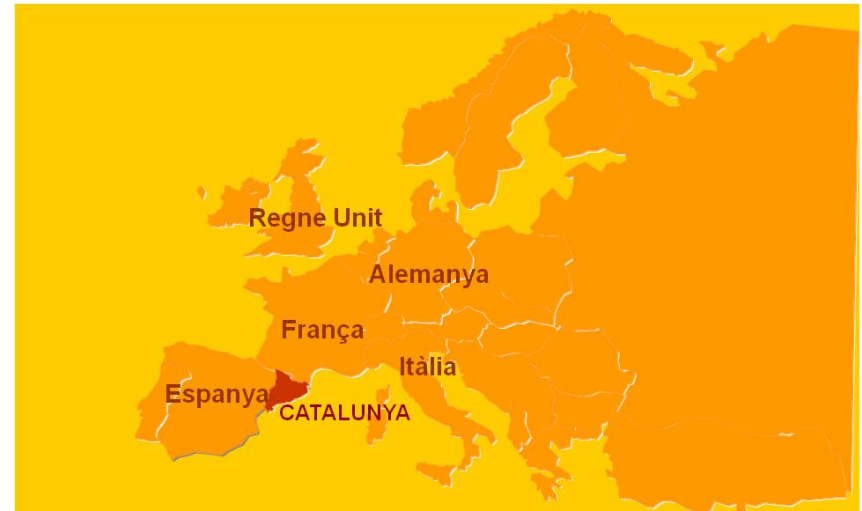 Regne Unit
Alemanya
França
Itàlia
Espanya
CATALUNYA